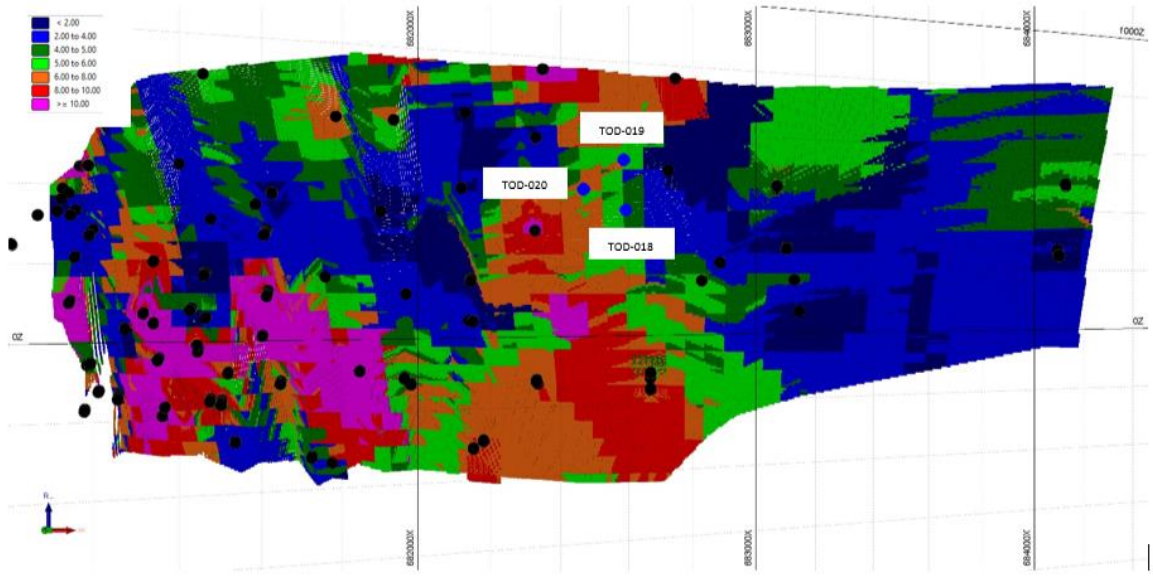 < 2.00
2.00 to 4.00
4.00 to 5.00
5.00 to 6.00
6.00 to 8.00
8.00 to 10.00
>= 10.00
682000X
683000X
684000X
1000Z
TOD-019
TOD-020
TOD-018
0Z
0Z
682000X
683000X
684000X